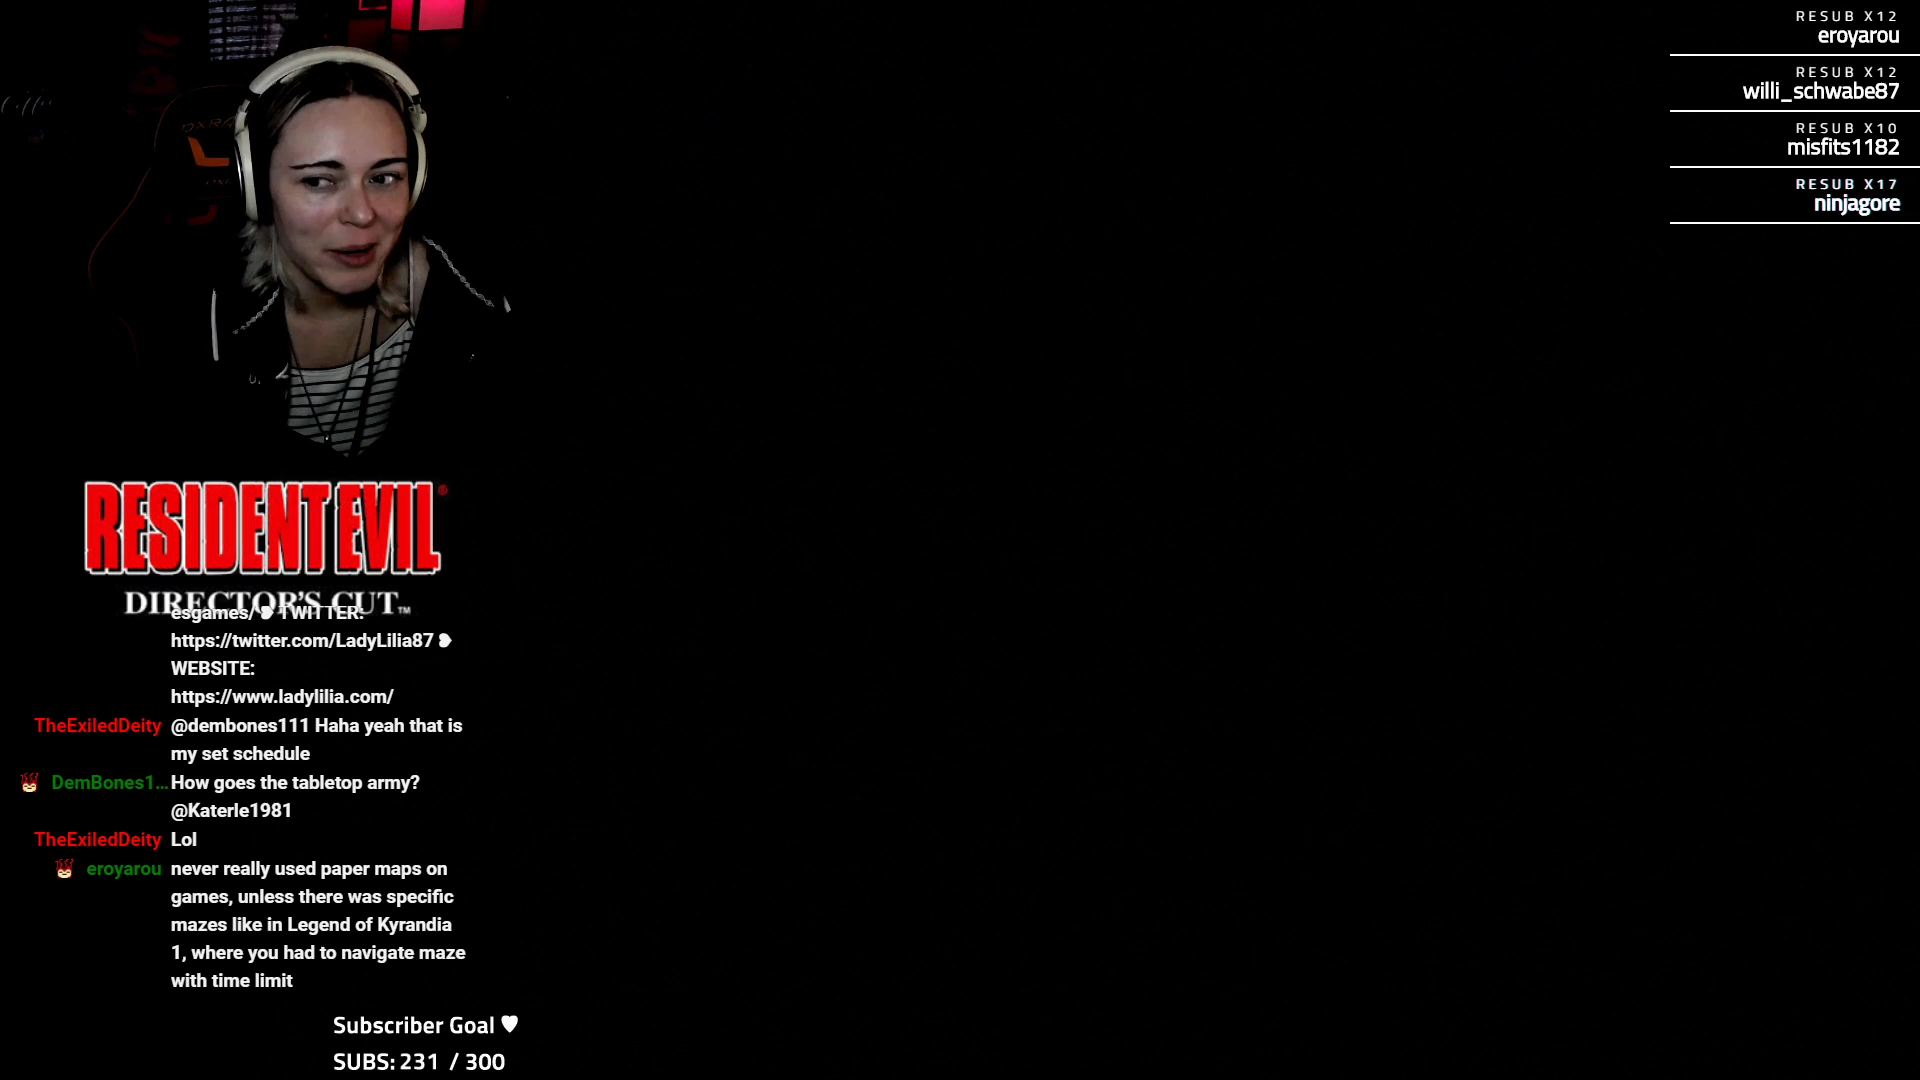 RESUB X12
eroyarou
RESUB X12
willi_schwabe87
RESUB X10
misfits1182
RESUB X17
ninjagore
RESIDENT EVIL®
DIRECTOR'S CUT™
esgames/ ❥ TWITTER:
https://twitter.com/LadyLilia87 ❥
WEBSITE:
https://www.ladylilia.com/
TheExiledDeity @dembones111 Haha yeah that is
my set schedule
DemBones1... How goes the tabletop army?
@Katerle1981
TheExiledDeity Lol
eroyarou never really used paper maps on
games, unless there was specific
mazes like in Legend of Kyrandia
1, where you had to navigate maze
with time limit
Subscriber Goal ♥
SUBS: 231 / 300